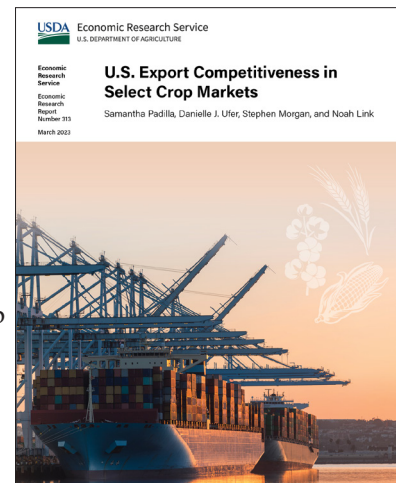 USDA Economic Research Service
U.S. DEPARTMENT OF AGRICULTURE
Economic
Research
Service
Economic
Research
Report
Number 313
March 2023
U.S. Export Competitiveness in
Select Crop Markets
Samantha Padilla, Danielle J. Ufer, Stephen Morgan, and Noah Link